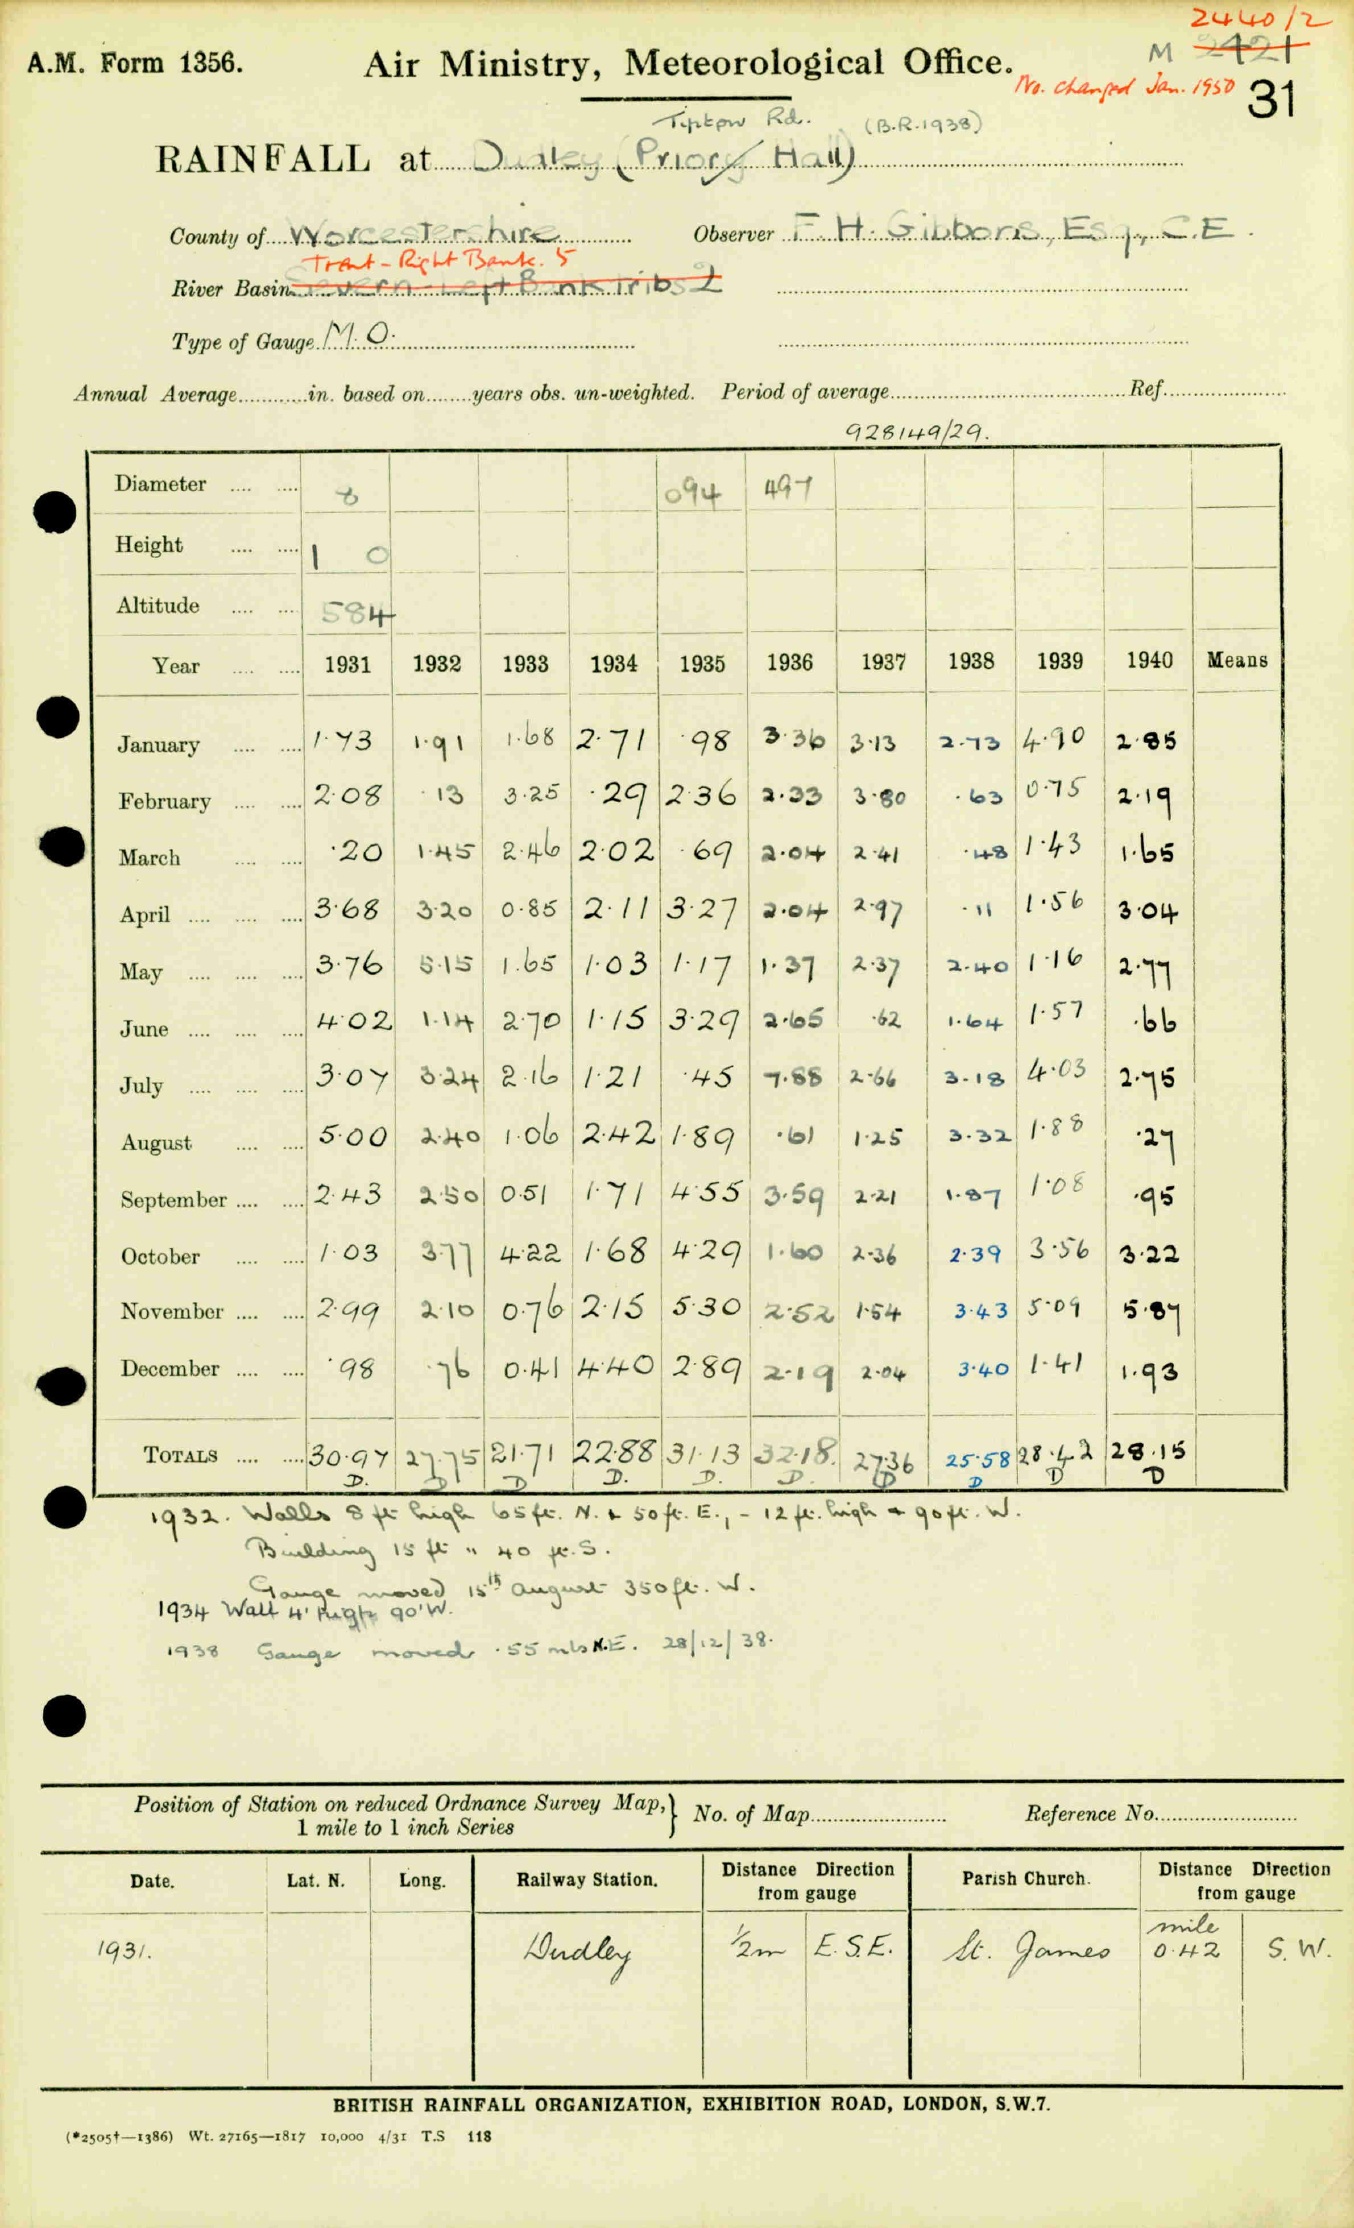 2440/2
A.M. Form 1356. Air Ministry, Meteorological Office. M 2421
No. changed Jan. 1950 31
Tipton Rd. (B.R. 1938)
RAINFALL at Dudley (Priory Hall)
County of Worcestershire Observer F. H. Gibbons, Esq., C.E.
Trent - Right Bank. 5
River Basin Severn - Left Bank Tribs 2
Type of Gauge M.O.
Annual Average............in. based on........years obs. un-weighted. Period of average.......... Ref..........
928149/29.
Diameter .... .... 8 094 497
Height .... .... 1 0
Altitude .... .... 584
Year .... .... 1931 1932 1933 1934 1935 1936 1937 1938 1939 1940 Means
January .... .... 1.73 1.91 1.68 2.71 .98 3.36 3.13 2.73 4.90 2.85
February .... .... 2.08 .13 3.25 .29 2.36 2.33 3.80 .63 0.75 2.19
March .... .... .20 1.45 2.46 2.02 .69 2.04 2.41 .48 1.43 1.65
April .... .... .... 3.68 3.20 0.85 2.11 3.27 2.04 2.97 .11 1.56 3.04
May .... .... .... 3.76 5.15 1.65 1.03 1.17 1.37 2.37 2.40 1.16 2.77
June .... .... .... 4.02 1.14 2.70 1.15 3.29 2.65 .62 1.64 1.57 .66
July .... .... .... 3.07 3.24 2.16 1.21 .45 7.88 2.66 3.18 4.03 2.75
August .... .... 5.00 2.40 1.06 2.42 1.89 .61 1.25 3.32 1.88 .27
September .... .... 2.43 2.50 0.51 1.71 4.55 3.59 2.21 1.87 1.08 .95
October .... .... 1.03 3.77 4.22 1.68 4.29 1.60 2.36 2.39 3.56 3.22
November .... .... 2.99 2.10 0.76 2.15 5.30 2.52 1.54 3.43 5.09 5.87
December .... .... .98 .76 0.41 4.40 2.89 2.19 2.04 3.40 1.41 1.93
TOTALS .... .... 30.97 27.75 21.71 22.88 31.13 32.18. 27.36 25.58 28.42 28.15
D. D D D. D. D. D D D D
1932. Walls 8 ft high 65 ft. N. & 50 ft. E., - 12 ft. high & 90 ft. W.
Building 15 ft " 40 ft. S.
Gauge moved 15th August 350 ft. W.
1934 Wall 4' high 90' W.
1938 Gauge moved .55 mls N.E. 28/12/38.
Position of Station on reduced Ordnance Survey Map, } No. of Map.......... Reference No..........
1 mile to 1 inch Series
Date. Lat. N. Long. Railway Station. Distance Direction from gauge Parish Church. Distance Direction from gauge
1931. Dudley ½m E.S.E. St. James mile 0.42 S.W.
BRITISH RAINFALL ORGANIZATION, EXHIBITION ROAD, LONDON, S.W.7.
(*2505†—1386) Wt. 27165—1817 10,000 4/31 T.S 118